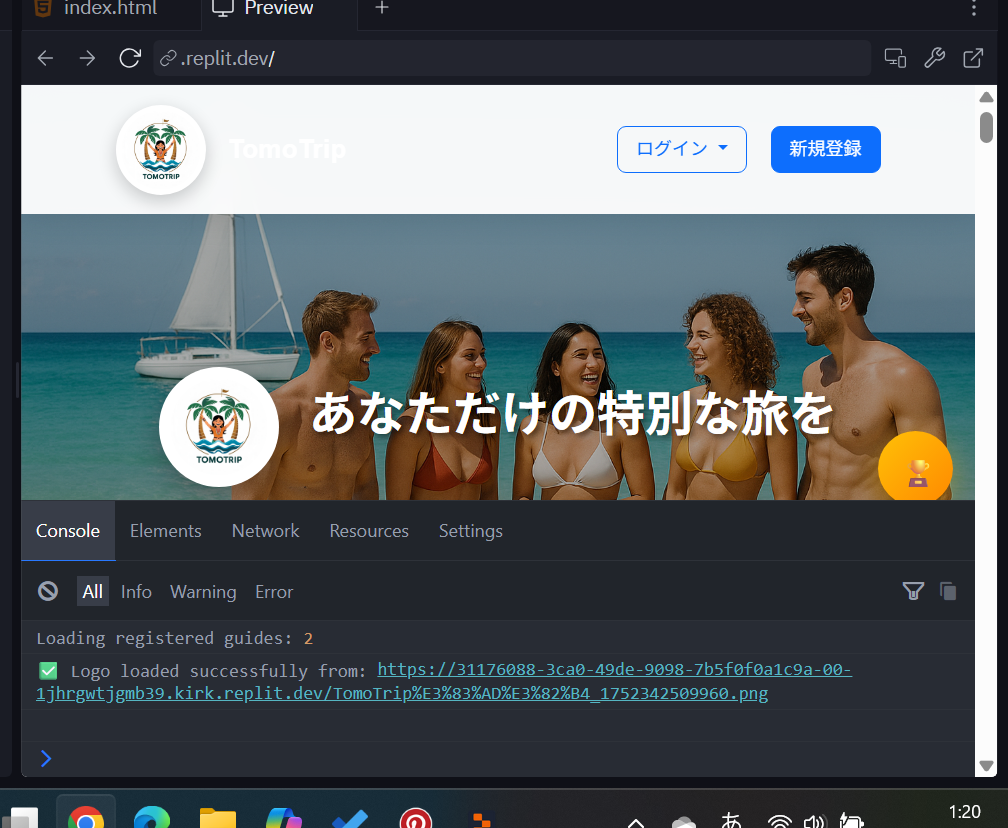 index.html
Preview
.replit.dev/
TOMOTRIP
TomoTrip
ログイン
新規登録
TOMOTRIP
あなただけの特別な旅を
Console Elements Network Resources Settings
All Info Warning Error
Loading registered guides: 2
✅ Logo loaded successfully from: https://31176088-3ca0-49de-9098-7b5f0f0a1c9a-00-
1jhrgwtjgmb39.kirk.replit.dev/TomoTrip%E3%83%AD%E3%82%B4_1752342509960.png
あ
1:20